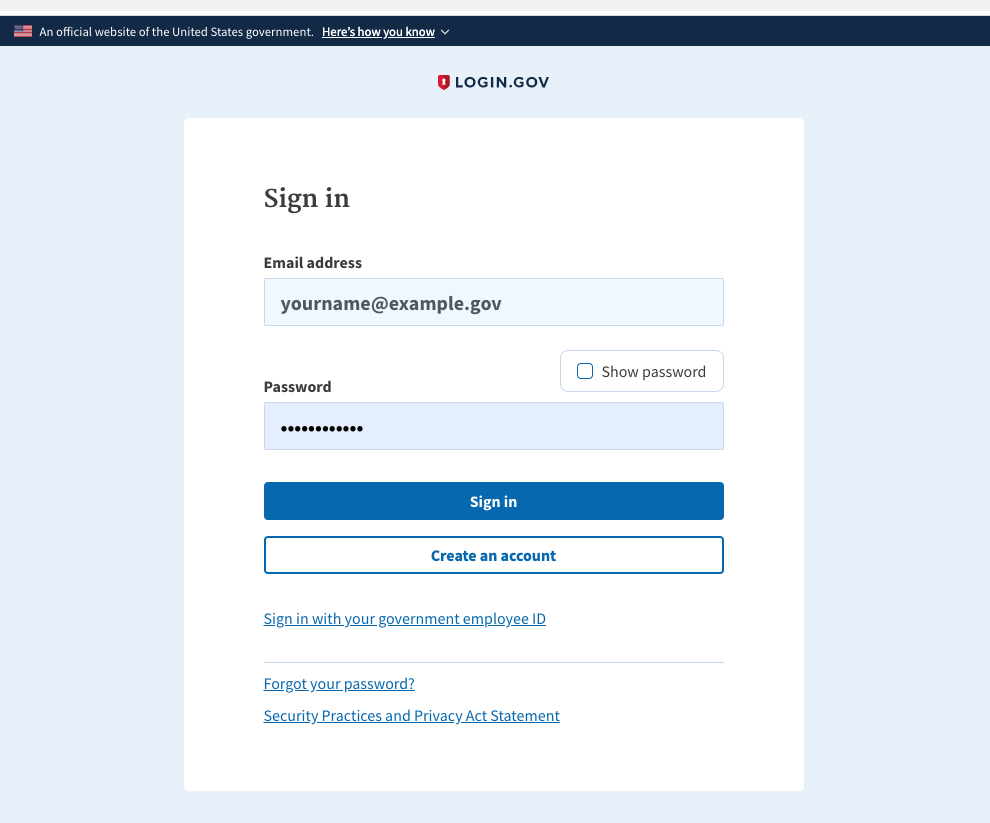 An official website of the United States government. Here's how you know
LOGIN.GOV
Sign in
Email address
yourname@example.gov
Show password
Password
••••••••••••
Sign in
Create an account
Sign in with your government employee ID
Forgot your password?
Security Practices and Privacy Act Statement